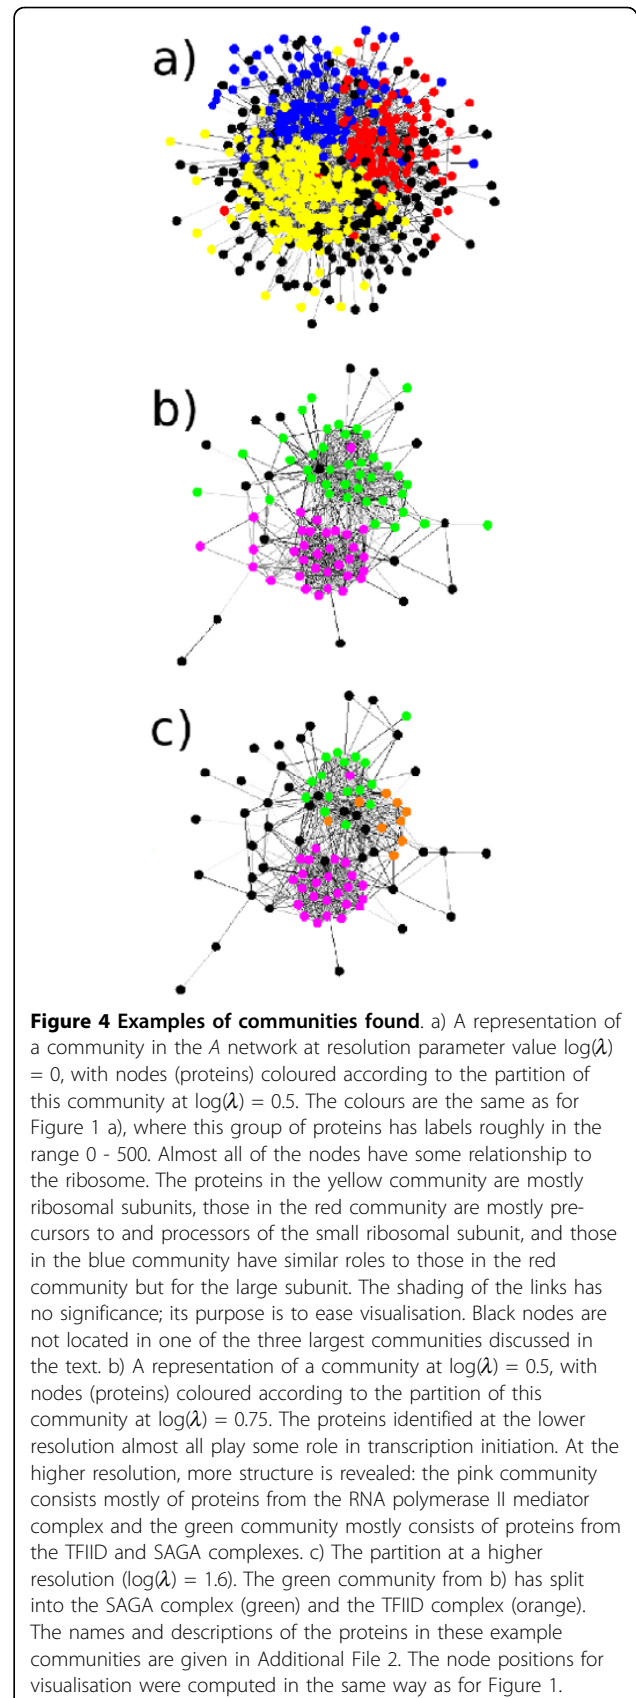 a)
b)
c)
Figure 4 Examples of communities found. a) A representation of
a community in the A network at resolution parameter value log(λ)
= 0, with nodes (proteins) coloured according to the partition of
this community at log(λ) = 0.5. The colours are the same as for
Figure 1 a), where this group of proteins has labels roughly in the
range 0 - 500. Almost all of the nodes have some relationship to
the ribosome. The proteins in the yellow community are mostly
ribosomal subunits, those in the red community are mostly pre-
cursors to and processors of the small ribosomal subunit, and those
in the blue community have similar roles to those in the red
community but for the large subunit. The shading of the links has
no significance; its purpose is to ease visualisation. Black nodes are
not located in one of the three largest communities discussed in
the text. b) A representation of a community at log(λ) = 0.5, with
nodes (proteins) coloured according to the partition of this
community at log(λ) = 0.75. The proteins identified at the lower
resolution almost all play some role in transcription initiation. At the
higher resolution, more structure is revealed: the pink community
consists mostly of proteins from the RNA polymerase II mediator
complex and the green community mostly consists of proteins from
the TFIID and SAGA complexes. c) The partition at a higher
resolution (log(λ) = 1.6). The green community from b) has split
into the SAGA complex (green) and the TFIID complex (orange).
The names and descriptions of the proteins in these example
communities are given in Additional File 2. The node positions for
visualisation were computed in the same way as for Figure 1.